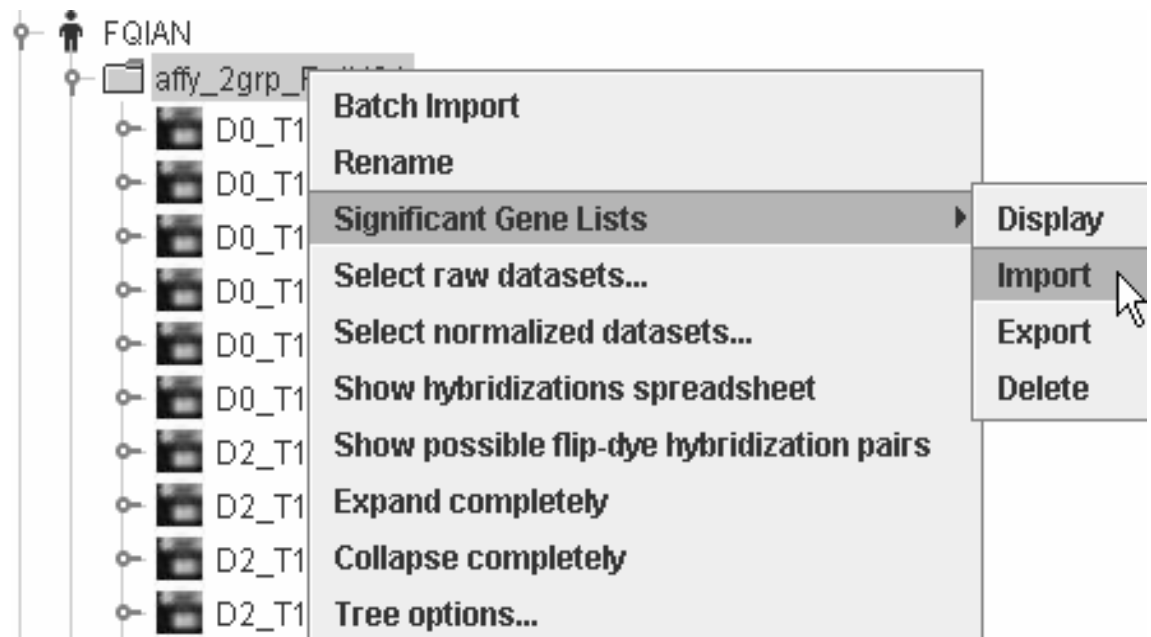 FQIAN
affy_2grp_
Batch Import
D0_T1
Rename
D0_T1
Significant Gene Lists
Display
D0_T1
Select raw datasets...
Import
D0_T1
Select normalized datasets...
Export
D0_T1
Show hybridizations spreadsheet
Delete
D0_T1
Show possible flip-dye hybridization pairs
D2_T1
Expand completely
D2_T1
Collapse completely
D2_T1
Tree options...
D2_T1